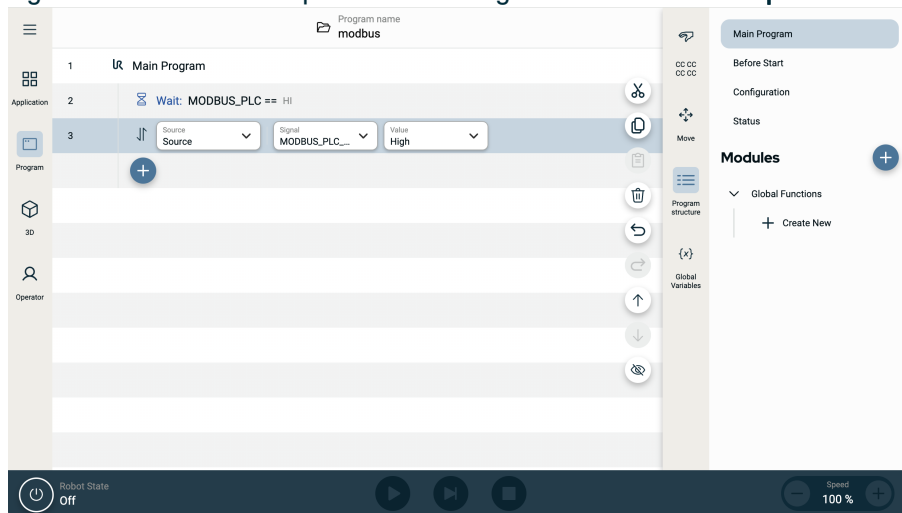 Program name
modbus
1 Main Program
2 Wait: MODBUS_PLC == HI
3
Source
Source
Signal
MODBUS_PLC_...
Value
High
Application
Program
3D
Operator
CC CC
CC CC
Move
Program
structure
{x}
Global
Variables
Main Program
Before Start
Configuration
Status
Modules
Global Functions
Create New
Robot State
Off
Speed
100 %